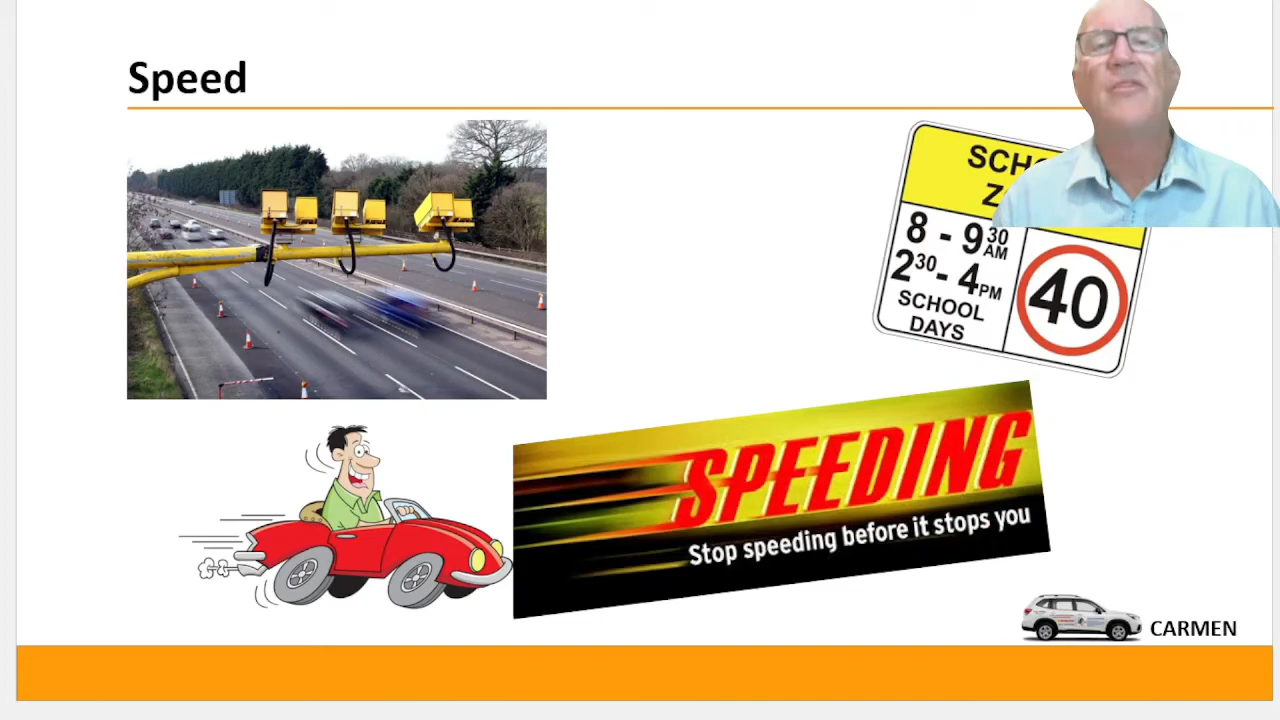 Speed
SCH
Z
8 - 9 30 AM
2 30 - 4 PM
SCHOOL
DAYS
40
SPEEDING
Stop speeding before it stops you
CARMEN